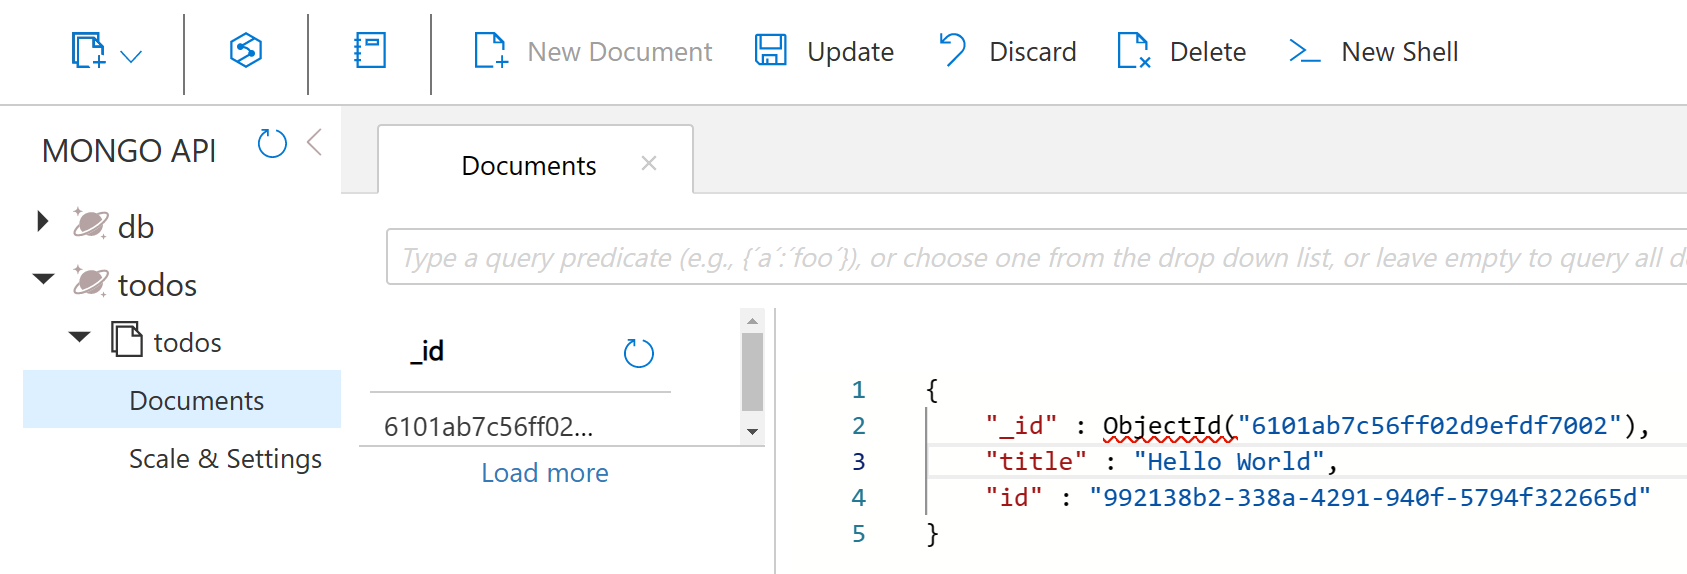 New Document Update Discard Delete New Shell
MONGO API
db
todos
todos
Documents
Scale & Settings
Documents
Type a query predicate (e.g., {´a´:´foo´}), or choose one from the drop down list, or leave empty to query all
_id
6101ab7c56ff02...
Load more
1 {
2 "_id" : ObjectId("6101ab7c56ff02d9efdf7002"),
3 "title" : "Hello World",
4 "id" : "992138b2-338a-4291-940f-5794f322665d"
5 }